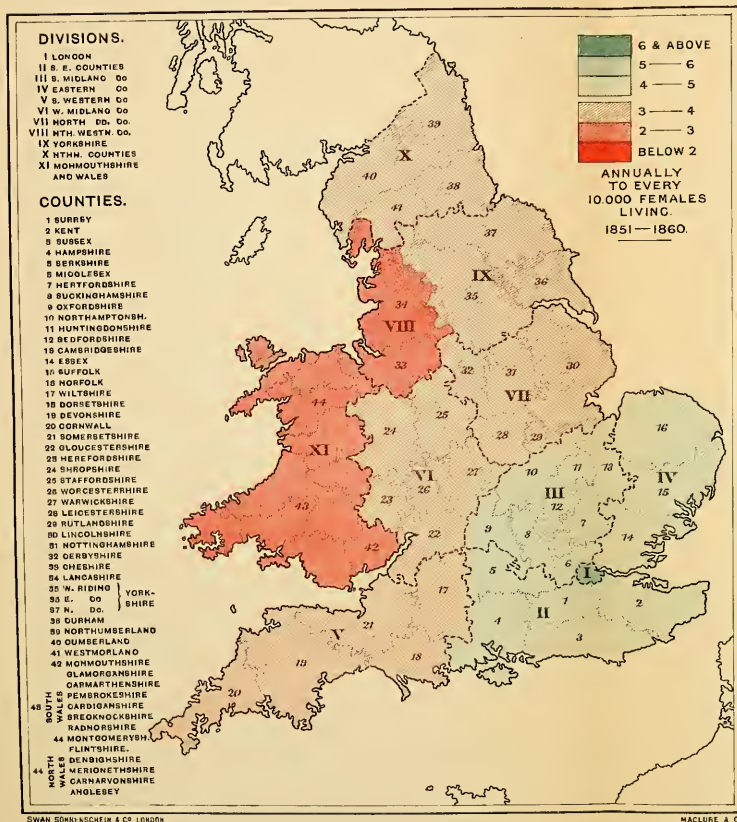 DIVISIONS.
I LONDON
II S. E. COUNTIES
III S. MIDLAND DO
IV EASTERN DO
V S. WESTERN DO
VI W. MIDLAND DO
VII NORTH DO. DO.
VIII NTH. WESTN. DO.
IX YORKSHIRE
X NTHN. COUNTIES
XI MONMOUTHSHIRE
AND WALES
COUNTIES.
1 SURREY
2 KENT
3 SUSSEX
4 HAMPSHIRE
5 BERKSHIRE
6 MIDDLESEX
7 HERTFORDSHIRE
8 BUCKINGHAMSHIRE
9 OXFORDSHIRE
10 NORTHAMPTONSH.
11 HUNTINGDONSHIRE
12 BEDFORDSHIRE
13 CAMBRIDGESHIRE
14 ESSEX
15 SUFFOLK
16 NORFOLK
17 WILTSHIRE
18 DORSETSHIRE
19 DEVONSHIRE
20 CORNWALL
21 SOMERSETSHIRE
22 GLOUCESTERSHIRE
23 HEREFORDSHIRE
24 SHROPSHIRE
25 STAFFORDSHIRE
26 WORCESTERSHIRE
27 WARWICKSHIRE
28 LEICESTERSHIRE
29 RUTLANDSHIRE
30 LINCOLNSHIRE
31 NOTTINGHAMSHIRE
32 DERBYSHIRE
33 CHESHIRE
34 LANCASHIRE
35 W. RIDING
36 E. DO
37 N. DO.
YORK-
SHIRE
38 DURHAM
39 NORTHUMBERLAND
40 CUMBERLAND
41 WESTMORLAND
42 MONMOUTHSHIRE
GLAMORGANSHIRE
CARMARTHENSHIRE
PEMBROKESHIRE
43 SOUTH WALES CARDIGANSHIRE
BRECKNOCKSHIRE
RADNORSHIRE
44 MONTGOMERYSH.
FLINTSHIRE.
DENBIGHSHIRE
44 NORTH WALES MERIONETHSHIRE
CARNARVONSHIRE
ANGLESEY
6 & ABOVE
5 — 6
4 — 5
3 — 4
2 — 3
BELOW 2
ANNUALLY
TO EVERY
10.000 FEMALES
LIVING.
1851—1860.
39
X
40
38
41
37
IX
35
36
34
VIII
33
32
31
30
VII
44
25
24
28
29
16
XI
VI
27
10
11
13
IV
III
26
15
23
12
43
9
8
7
14
22
42
5
6
I
17
1
2
II
21
4
V
3
19
18
20
SWAN SONNENSCHEIN & CO LONDON
MACLURE & C